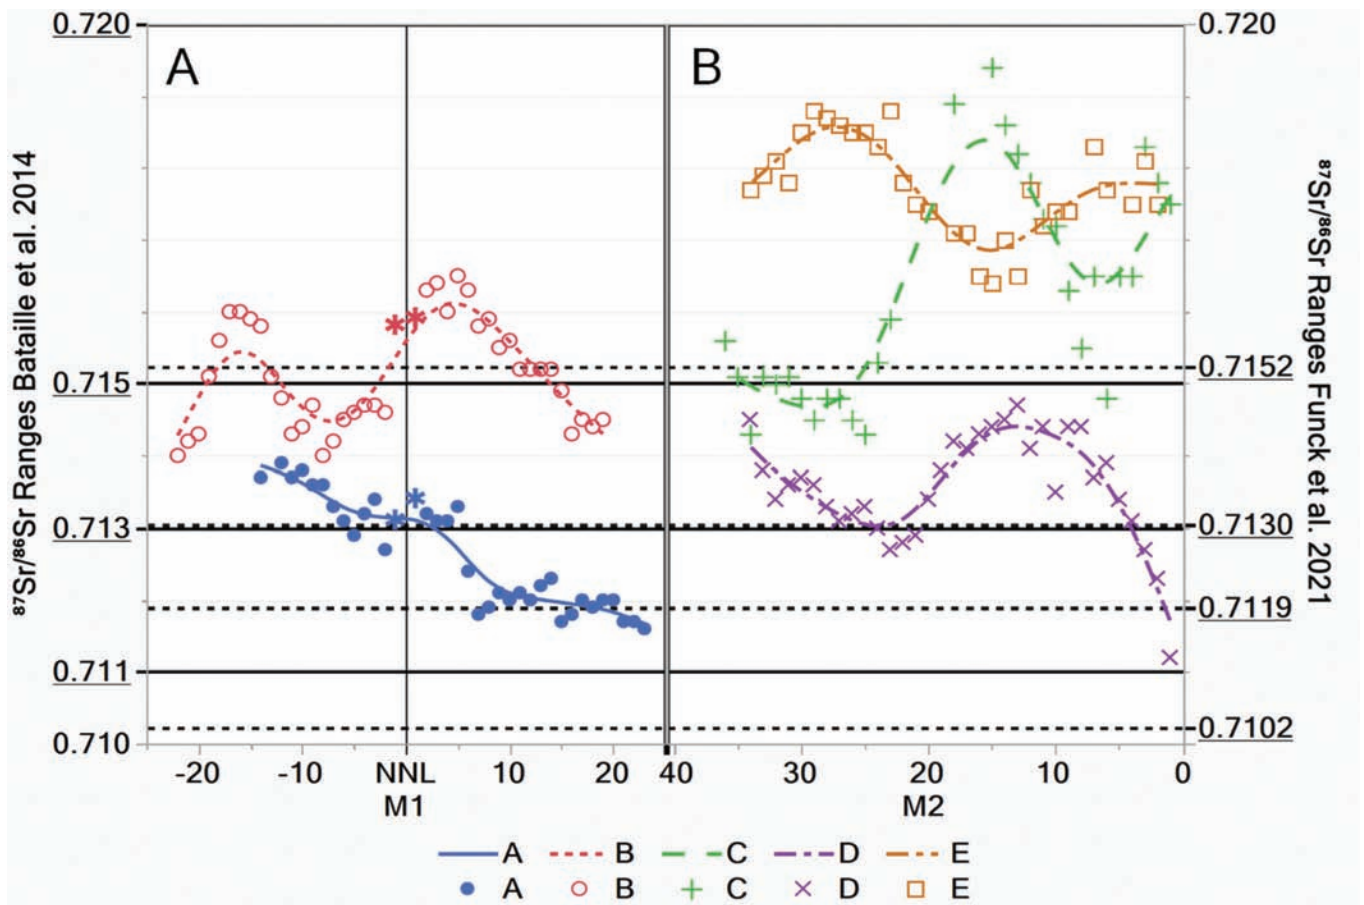 0.720
0.720
A
B
⁸⁷Sr/⁸⁶Sr Ranges Bataille et al. 2014
⁸⁷Sr/⁸⁶Sr Ranges Funck et al. 2021
0.7152
0.715
0.713
0.7130
0.7119
0.711
0.7102
0.710
-20 -10 NNL 10 20 40 30 20 10 0
M1 M2
A B C D E
A B C D E